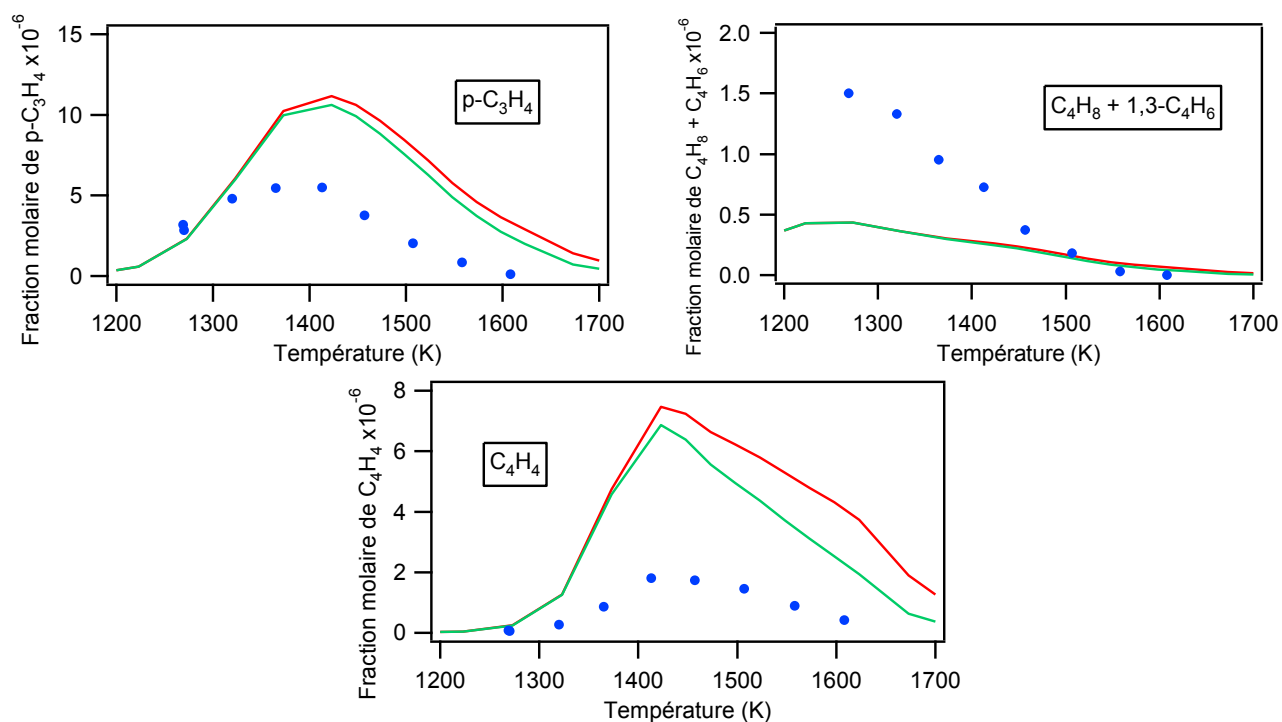 Fraction molaire de p-C₃H₄ x10⁻⁶
15
10
5
0
p-C₃H₄
1200 1300 1400 1500 1600 1700
Température (K)
Fraction molaire de C₄H₈ + C₄H₆ x10⁻⁶
2.0
1.5
1.0
0.5
0.0
C₄H₈ + 1,3-C₄H₆
1200 1300 1400 1500 1600 1700
Température (K)
Fraction molaire de C₄H₄ x10⁻⁶
8
6
4
2
0
C₄H₄
1200 1300 1400 1500 1600 1700
Température (K)